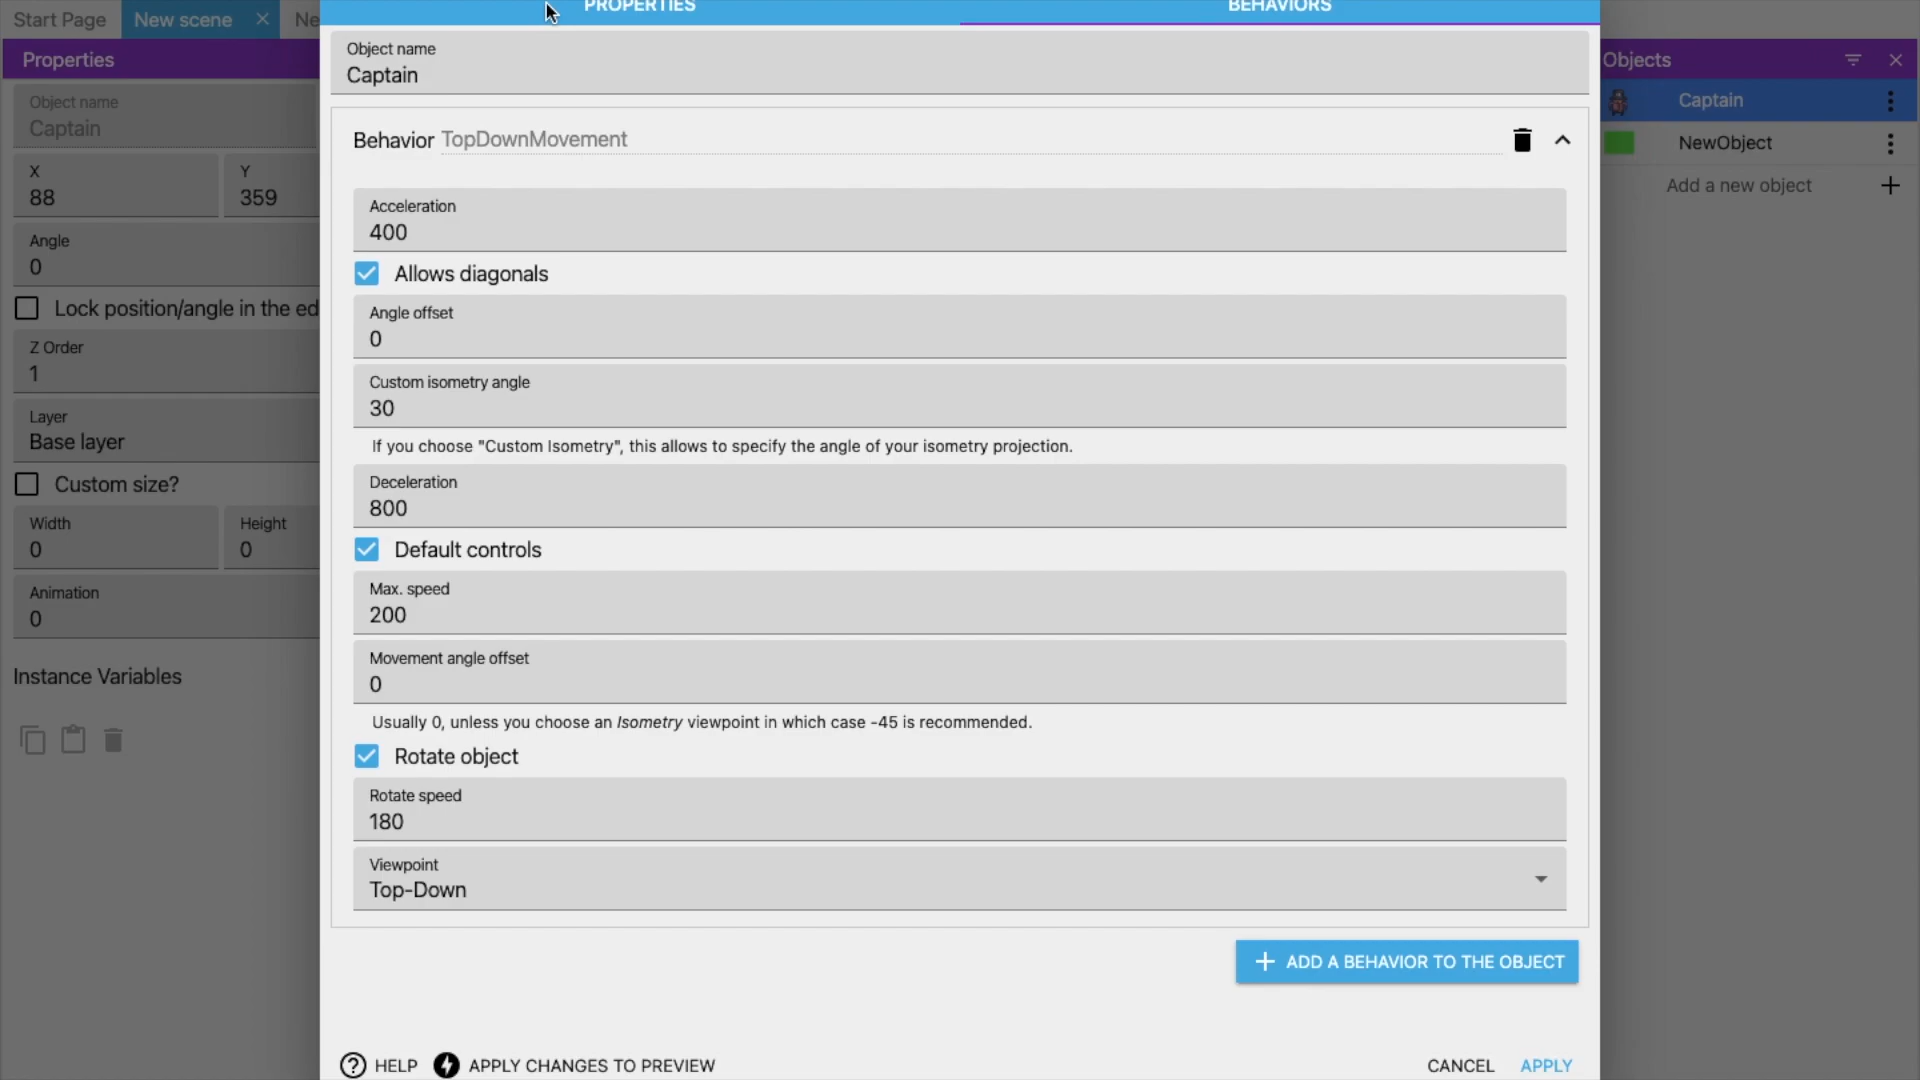 Start Page
New scene
Ne
PROPERTIES
BEHAVIORS
Properties
Object name
Captain
X
88
Y
359
Angle
0
Lock position/angle in the ed
Z Order
1
Layer
Base layer
Custom size?
Width
0
Height
0
Animation
0
Instance Variables
Object name
Captain
Behavior TopDownMovement
Acceleration
400
Allows diagonals
Angle offset
0
Custom isometry angle
30
If you choose "Custom Isometry", this allows to specify the angle of your isometry projection.
Deceleration
800
Default controls
Max. speed
200
Movement angle offset
0
Usually 0, unless you choose an Isometry viewpoint in which case -45 is recommended.
Rotate object
Rotate speed
180
Viewpoint
Top-Down
+ ADD A BEHAVIOR TO THE OBJECT
? HELP
APPLY CHANGES TO PREVIEW
CANCEL
APPLY
Objects
Captain
NewObject
Add a new object